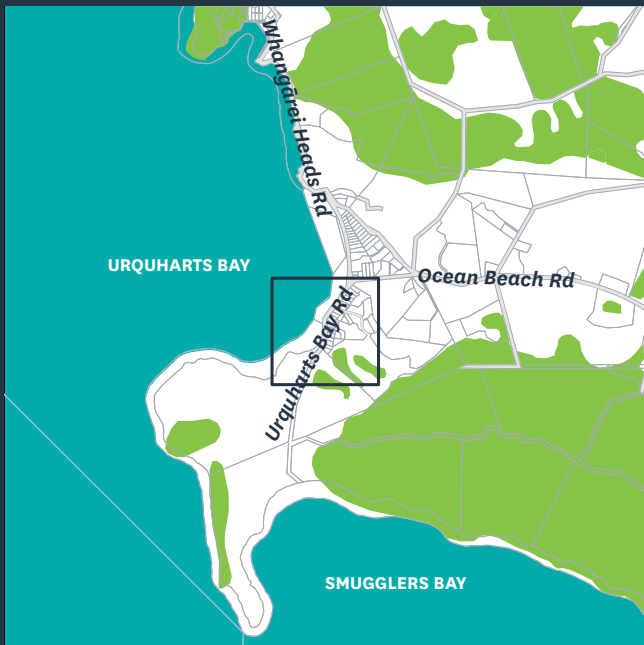 Whangārei Heads Rd
URQUHARTS BAY
Ocean Beach Rd
Urquharts Bay Rd
SMUGGLERS BAY